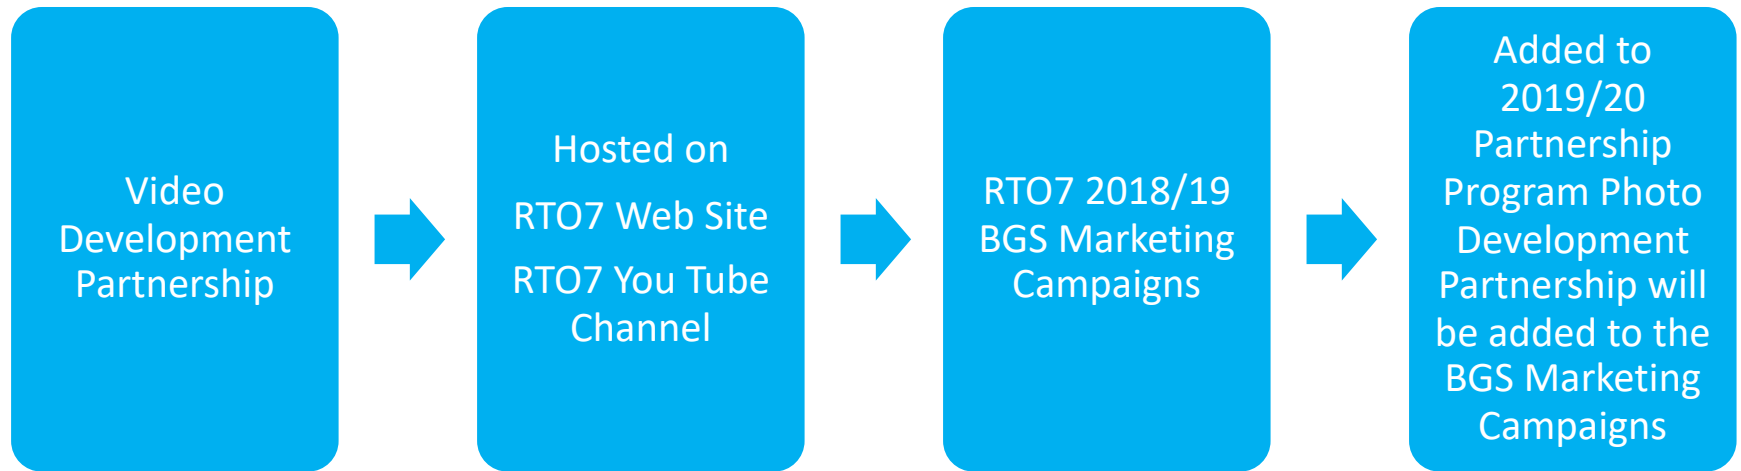 Video
Development
Partnership
Hosted on
RTO7 Web Site
RTO7 You Tube
Channel
RTO7 2018/19
BGS Marketing
Campaigns
Added to
2019/20
Partnership
Program Photo
Development
Partnership will
be added to the
BGS Marketing
Campaigns